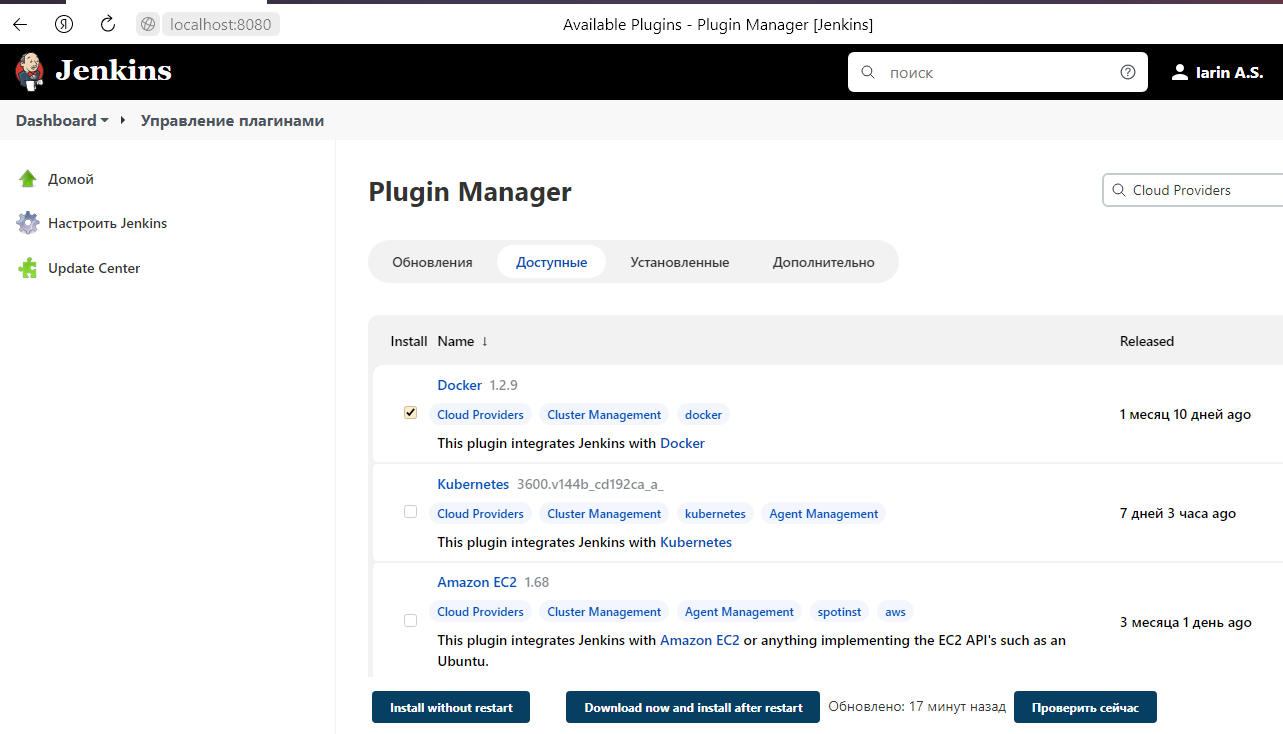 localhost:8080
Available Plugins - Plugin Manager [Jenkins]
Jenkins
поиск
Iarin A.S.
Dashboard
Управление плагинами
Домой
Настроить Jenkins
Update Center
Plugin Manager
Cloud Providers
Обновления
Доступные
Установленные
Дополнительно
Install Name ↓ Released
Docker 1.2.9
Cloud Providers Cluster Management docker
1 месяц 10 дней ago
This plugin integrates Jenkins with Docker
Kubernetes 3600.v144b_cd192ca_a_
Cloud Providers Cluster Management kubernetes Agent Management
7 дней 3 часа ago
This plugin integrates Jenkins with Kubernetes
Amazon EC2 1.68
Cloud Providers Cluster Management Agent Management spotinst aws
3 месяца 1 день ago
This plugin integrates Jenkins with Amazon EC2 or anything implementing the EC2 API's such as an
Ubuntu.
Install without restart
Download now and install after restart
Обновлено: 17 минут назад
Проверить сейчас